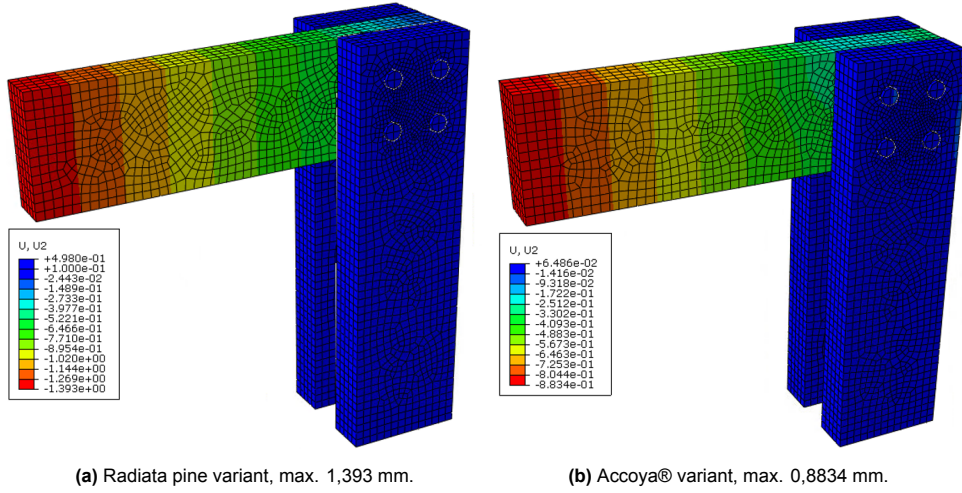 U, U2
+4.980e-01
+1.000e-01
-2.443e-02
-1.489e-01
-2.733e-01
-3.977e-01
-5.221e-01
-6.466e-01
-7.710e-01
-8.954e-01
-1.020e+00
-1.144e+00
-1.269e+00
-1.393e+00
U, U2
+6.486e-02
-1.416e-02
-9.318e-02
-1.722e-01
-2.512e-01
-3.302e-01
-4.093e-01
-4.883e-01
-5.673e-01
-6.463e-01
-7.253e-01
-8.044e-01
-8.834e-01
(a) Radiata pine variant, max. 1,393 mm.
(b) Accoya® variant, max. 0,8834 mm.